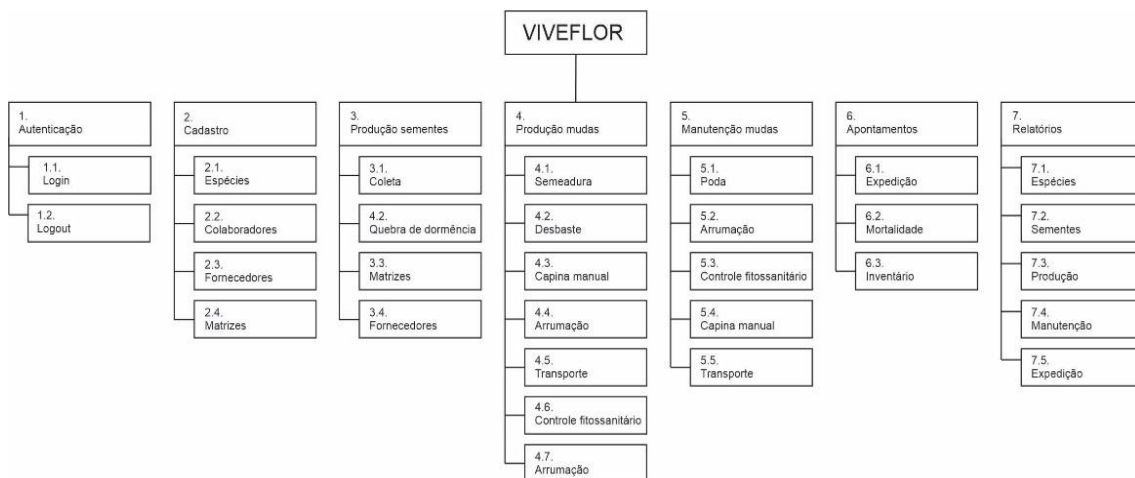 VIVEFLOR
1.
Autenticação
1.1.
Login
1.2.
Logout
2.
Cadastro
2.1.
Espécies
2.2.
Colaboradores
2.3.
Fornecedores
2.4.
Matrizes
3.
Produção sementes
3.1.
Coleta
4.2.
Quebra de dormência
3.3.
Matrizes
3.4.
Fornecedores
4.
Produção mudas
4.1.
Semeadura
4.2.
Desbaste
4.3.
Capina manual
4.4.
Arrumação
4.5.
Transporte
4.6.
Controle fitossanitário
4.7.
Arrumação
5.
Manutenção mudas
5.1.
Poda
5.2.
Arrumação
5.3.
Controle fitossanitário
5.4.
Capina manual
5.5.
Transporte
6.
Apontamentos
6.1.
Expedição
6.2.
Mortalidade
6.3.
Inventário
7.
Relatórios
7.1.
Espécies
7.2.
Sementes
7.3.
Produção
7.4.
Manutenção
7.5.
Expedição